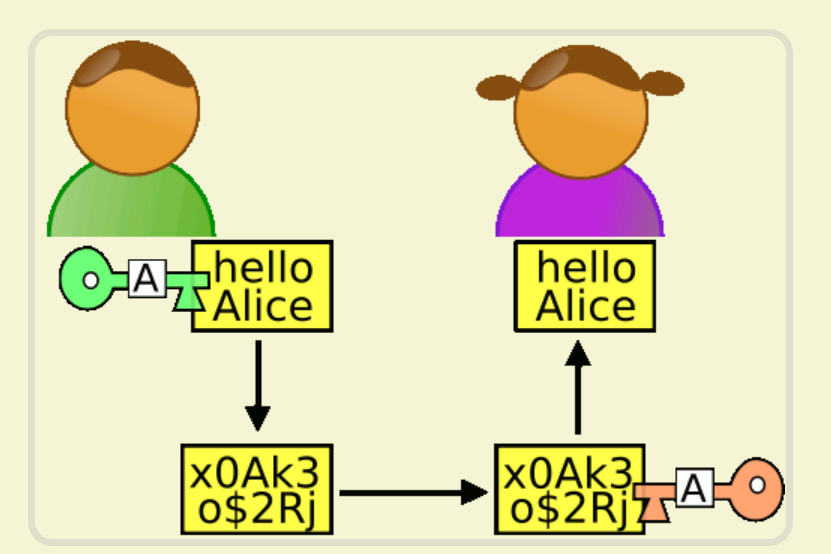 A
hello
Alice
hello
Alice
x0Ak3
o$2Rj
x0Ak3
o$2Rj
A